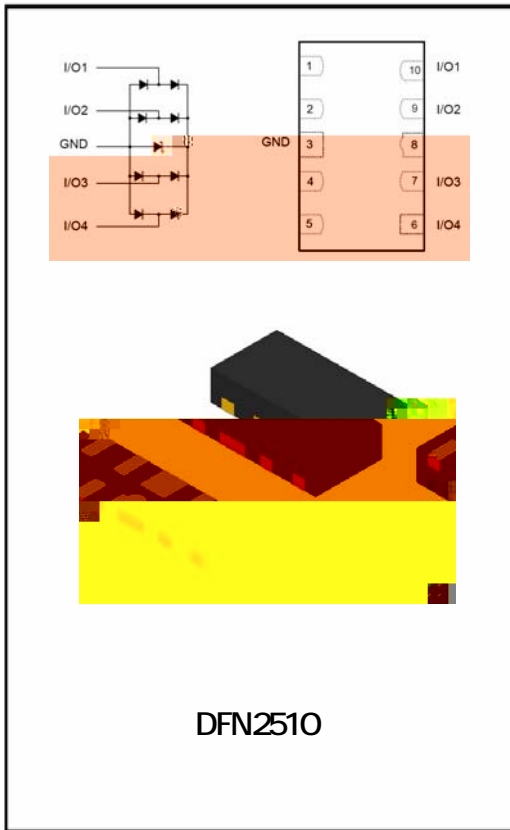 I/O1
I/O2
GND
I/O3
I/O4
1
2
GND 3
4
5
10 I/O1
9 I/O2
8
7 I/O3
6 I/O4
DFN2510